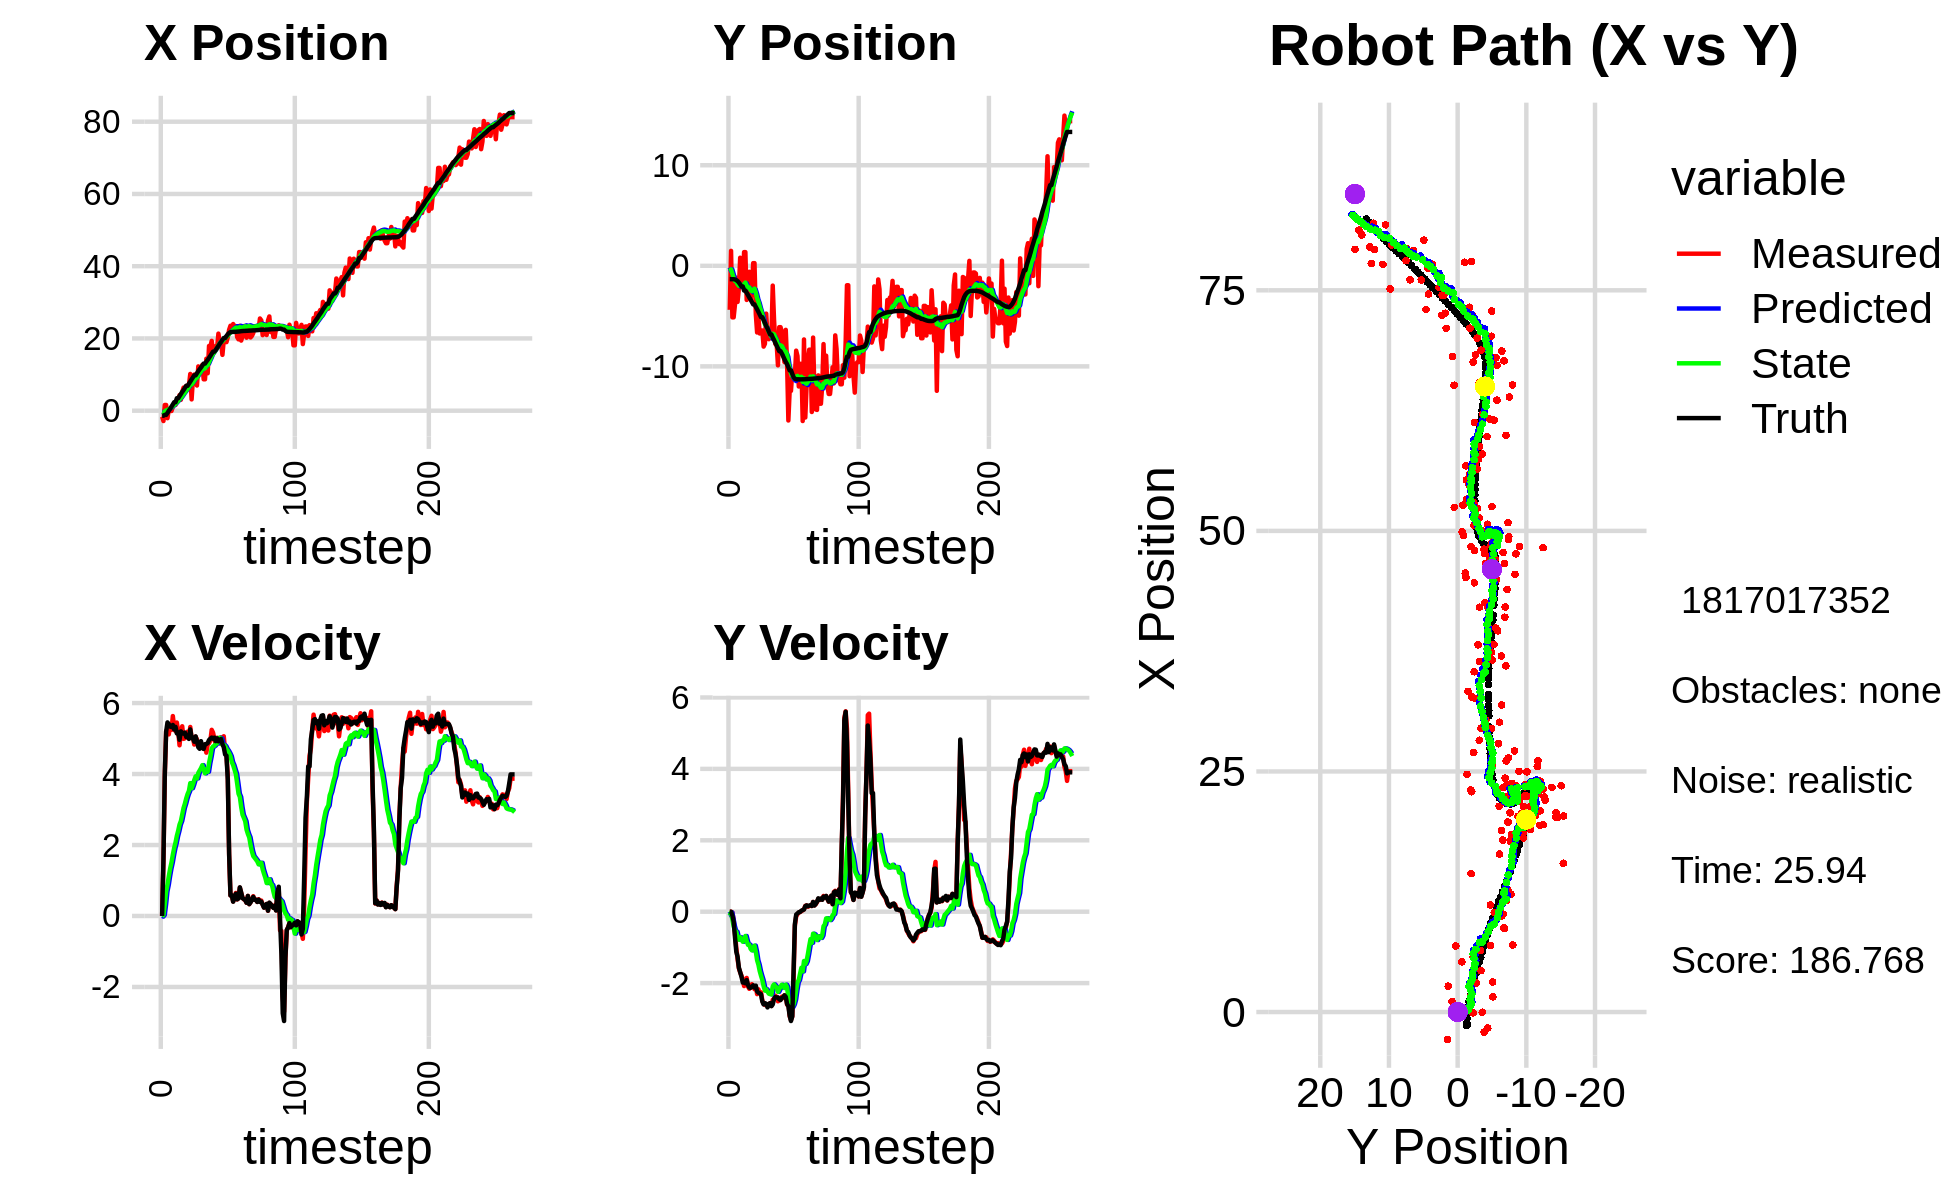 X Position
80
60
40
20
0
0
100
200
timestep
Y Position
10
0
-10
0
100
200
timestep
X Velocity
6
4
2
0
-2
0
100
200
timestep
Y Velocity
6
4
2
0
-2
0
100
200
timestep
Robot Path (X vs Y)
X Position
75
50
25
0
20 10 0 -10 -20
Y Position
variable
Measured
Predicted
State
Truth
1817017352
Obstacles: none
Noise: realistic
Time: 25.94
Score: 186.768